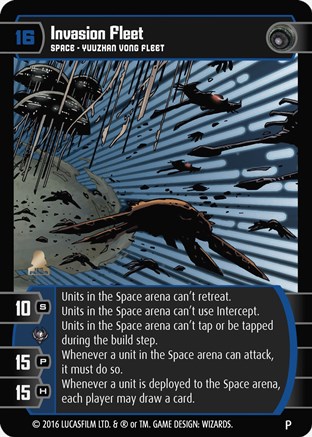 16 Invasion Fleet
SPACE - YUUZHAN VONG FLEET
Units in the Space arena can't retreat.
10 S
Units in the Space arena can't use Intercept.
Units in the Space arena can't tap or be tapped
during the build step.
15 P
Whenever a unit in the Space arena can attack,
it must do so.
15 H
Whenever a unit is deployed to the Space arena,
each player may draw a card.
© 2016 LUCASFILM LTD. & ® or TM. GAME DESIGN: WIZARDS.
P